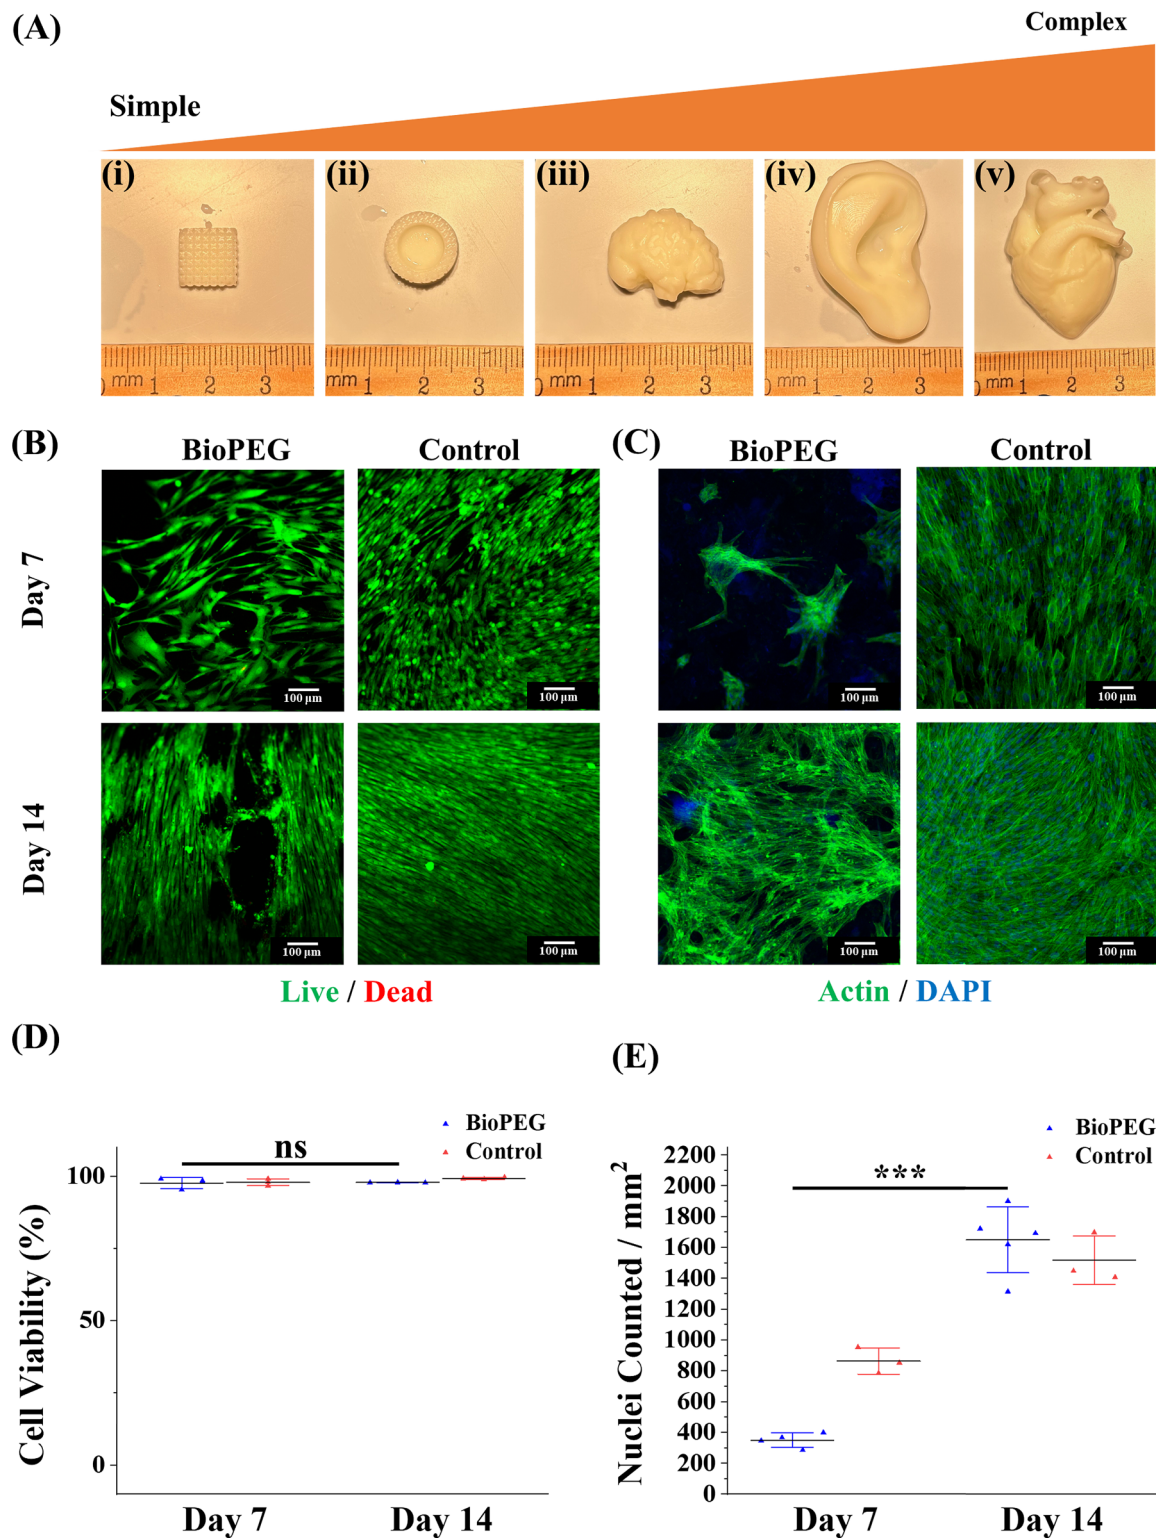 (A)
Complex
Simple
(i)
(ii)
(iii)
(iv)
(v)
0 mm 1 2 3
mm 1 2 3
0 mm 1 2 3
0 mm 1 2 3
0 mm 1 2 3
(B)
BioPEG
Control
(C)
BioPEG
Control
Day 7
100 µm
100 µm
100 µm
100 µm
Day 14
100 µm
100 µm
100 µm
100 µm
Live / Dead
Actin / DAPI
(D)
BioPEG
Control
ns
Cell Viability (%)
100
50
0
Day 7
Day 14
(E)
BioPEG
Control
***
Nuclei Counted / mm²
2200
2000
1800
1600
1400
1200
1000
800
600
400
200
0
Day 7
Day 14